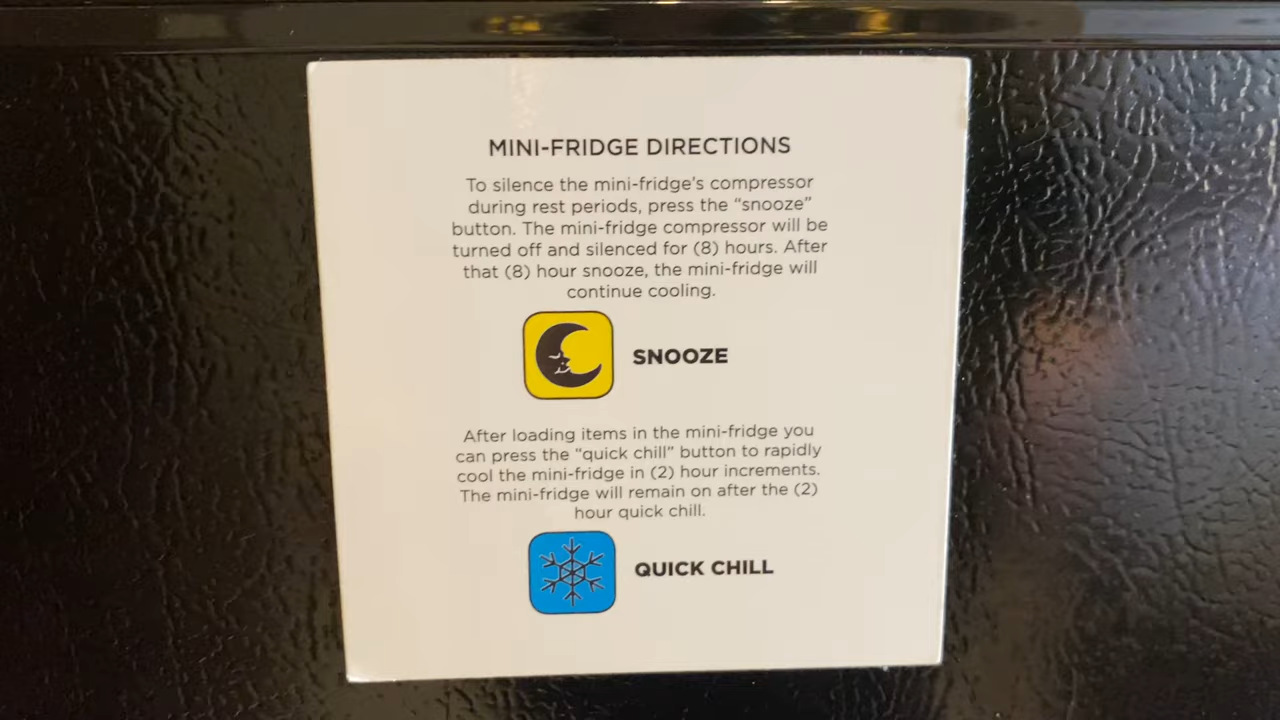 MINI-FRIDGE DIRECTIONS
To silence the mini-fridge's compressor
during rest periods, press the “snooze”
button. The mini-fridge compressor will be
turned off and silenced for (8) hours. After
that (8) hour snooze, the mini-fridge will
continue cooling.
SNOOZE
After loading items in the mini-fridge you
can press the “quick chill” button to rapidly
cool the mini-fridge in (2) hour increments.
The mini-fridge will remain on after the (2)
hour quick chill.
QUICK CHILL